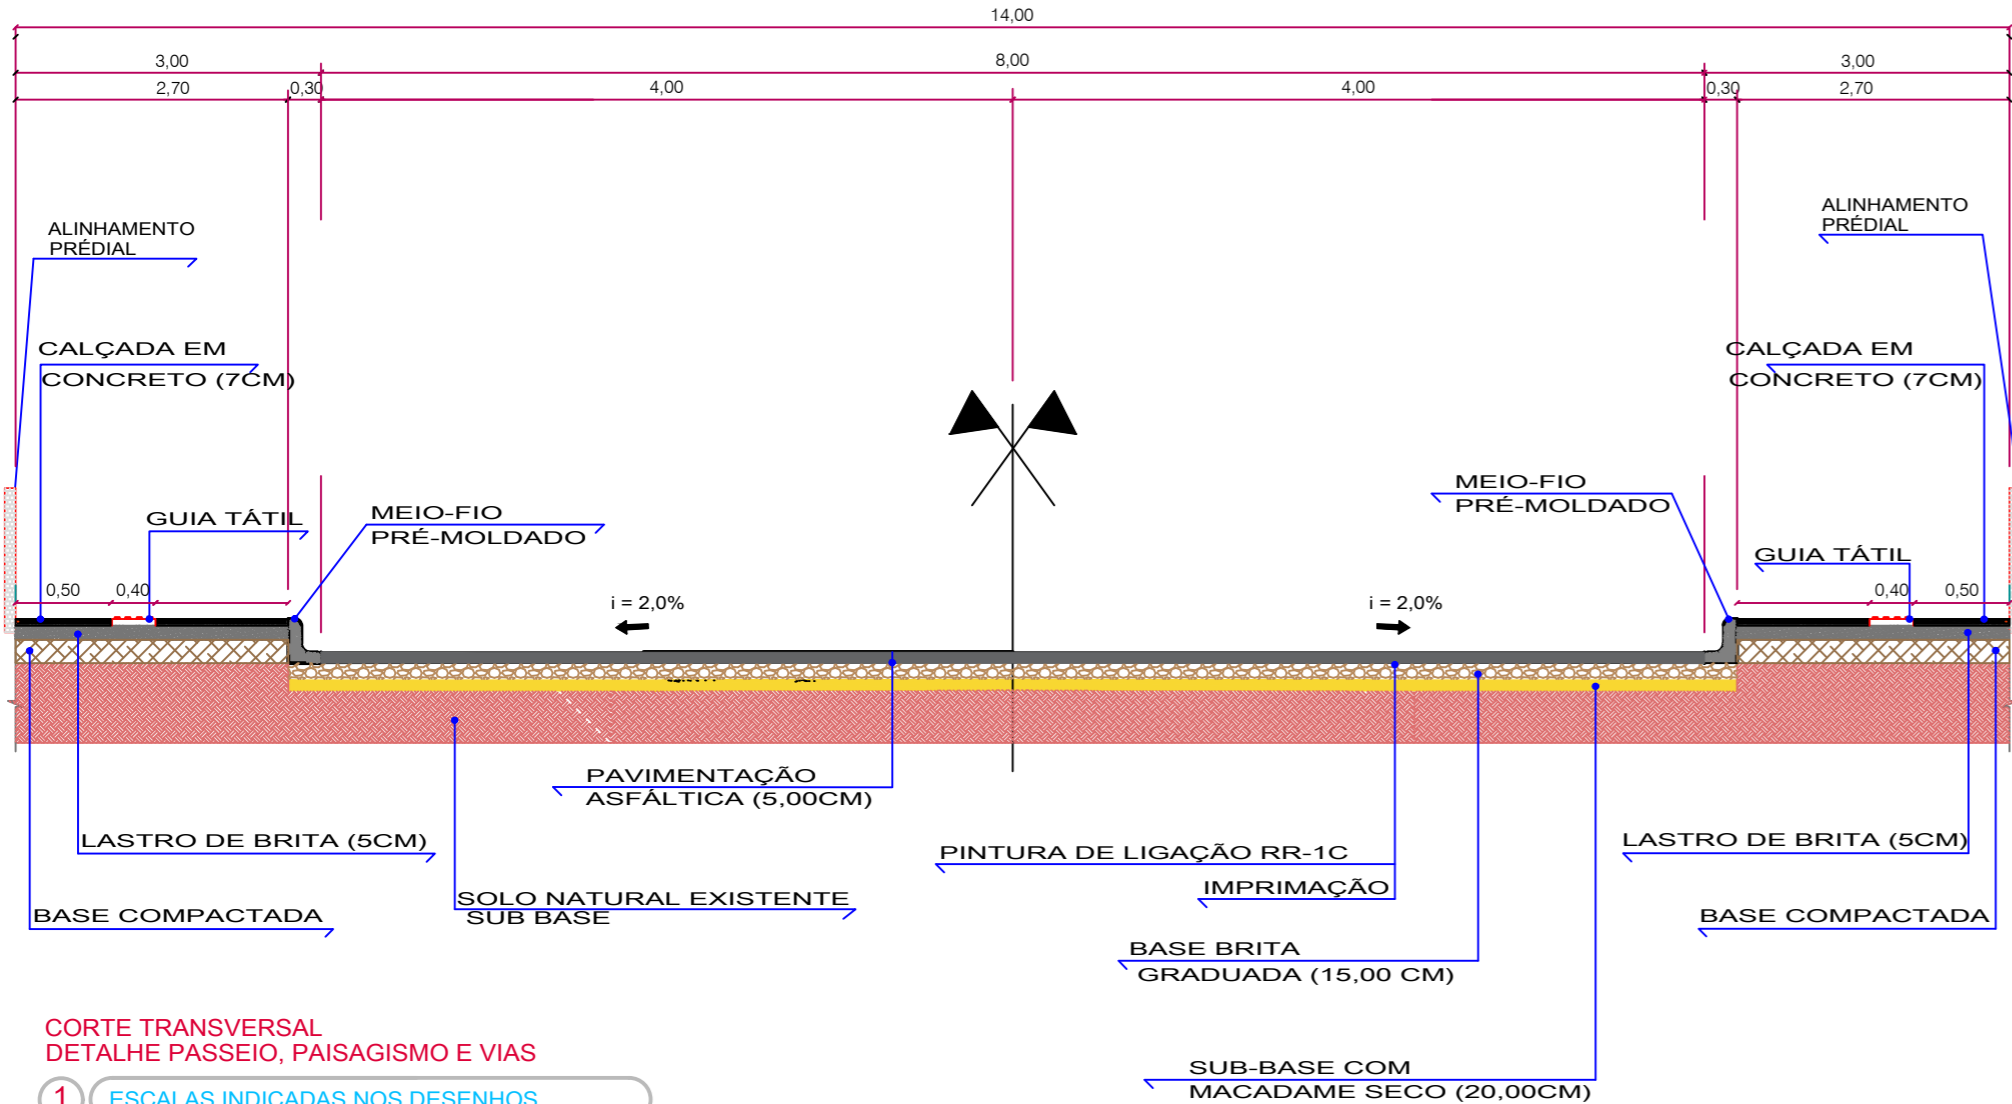 14,00
3,00
8,00
3,00
2,70
0,30
4,00
4,00
0,30
2,70
ALINHAMENTO
PRÉDIAL
ALINHAMENTO
PRÉDIAL
CALÇADA EM
CONCRETO (7CM)
CALÇADA EM
CONCRETO (7CM)
MEIO-FIO
PRÉ-MOLDADO
GUIA TÁTIL
MEIO-FIO
PRÉ-MOLDADO
GUIA TÁTIL
0,50
0,40
i = 2,0%
i = 2,0%
0,40
0,50
PAVIMENTAÇÃO
ASFÁLTICA (5,00CM)
LASTRO DE BRITA (5CM)
PINTURA DE LIGAÇÃO RR-1C
LASTRO DE BRITA (5CM)
IMPRIMAÇÃO
SOLO NATURAL EXISTENTE
SUB BASE
BASE COMPACTADA
BASE COMPACTADA
BASE BRITA
GRADUADA (15,00 CM)
CORTE TRANSVERSAL
DETALHE PASSEIO, PAISAGISMO E VIAS
SUB-BASE COM
MACADAME SECO (20,00CM)
1
ESCALAS INDICADAS NOS DESENHOS